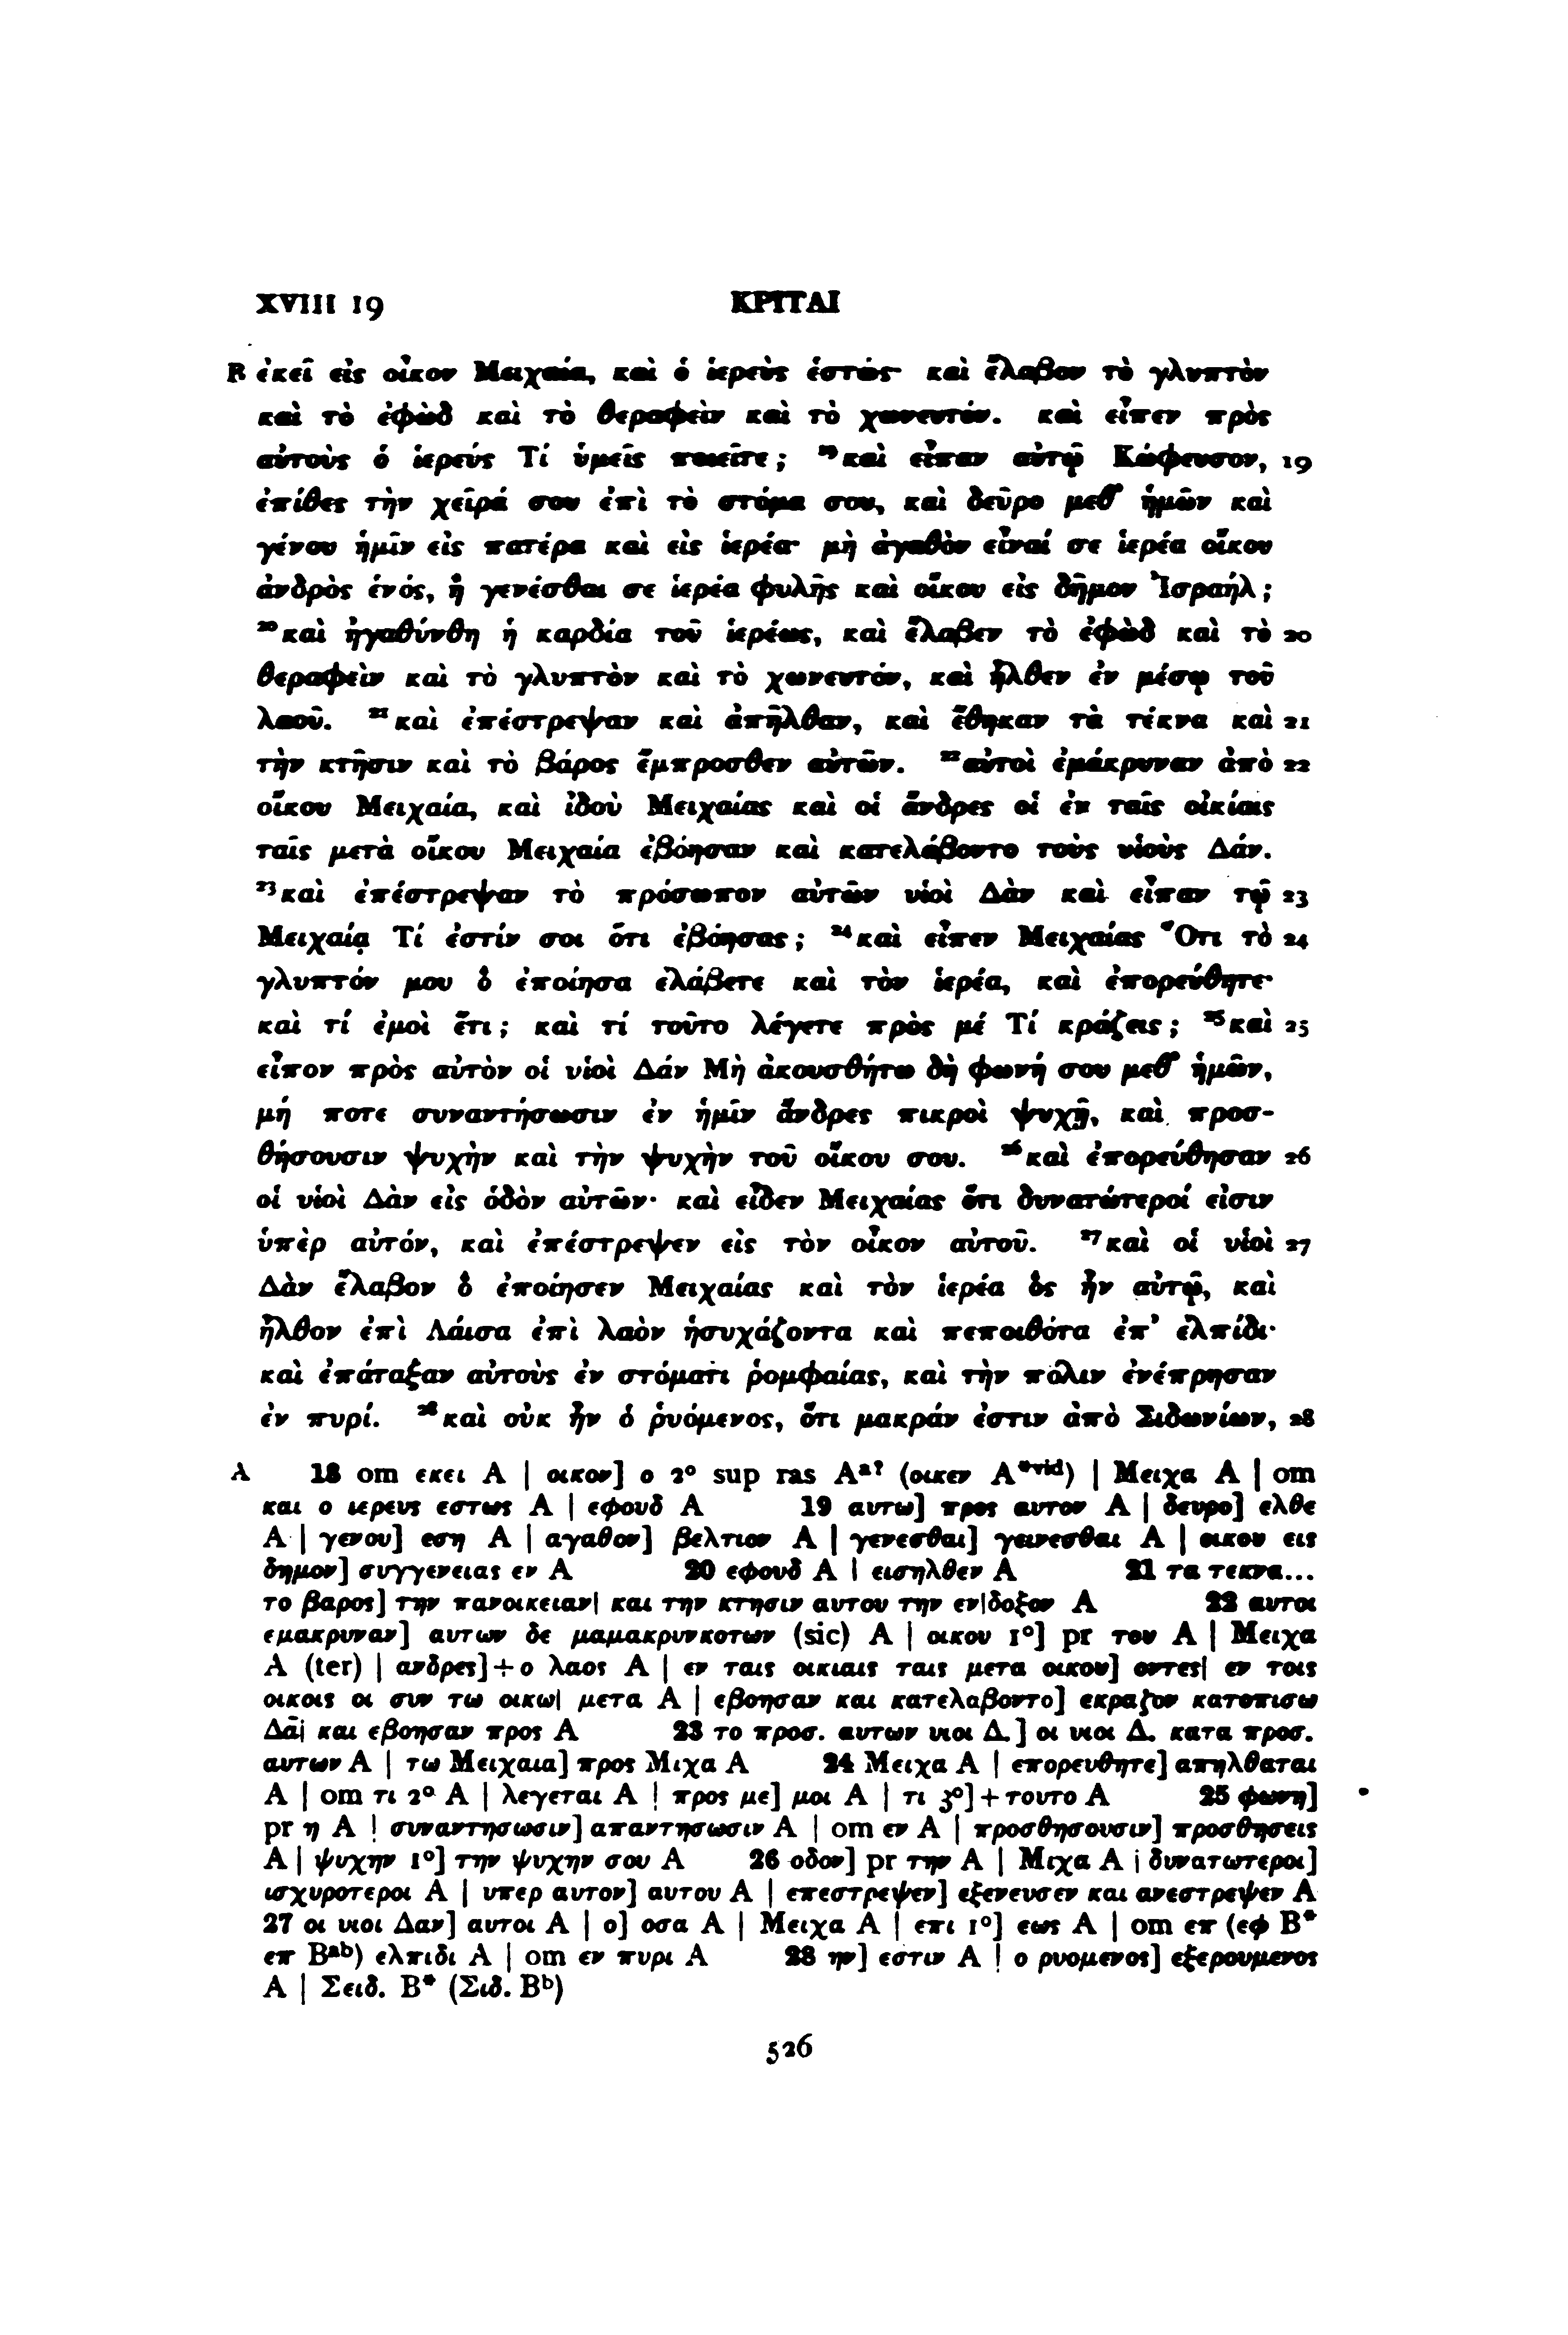 XVIII 19 ΚΡΙΤΑΙ
B ἐκεῖ εἰς οἶκον Μειχαία, καὶ ὁ ἱερεὺς ἑστώς· καὶ ἔλαβον τὸ γλυπτὸν
καὶ τὸ ἐφὼδ καὶ τὸ θεραφεὶν καὶ τὸ χωνευτόν. καὶ εἶπεν πρὸς
αὐτοὺς ὁ ἱερεύς Τί ὑμεῖς ποιεῖτε; ¹⁹καὶ εἶπαν αὐτῷ Κώφευσον, 19
ἐπίθες τὴν χεῖρά σου ἐπὶ τὸ στόμα σου, καὶ δεῦρο μεθ᾽ ἡμῶν καὶ
γένου ἡμῖν εἰς πατέρα καὶ εἰς ἱερέα· μὴ ἀγαθὸν εἶναί σε ἱερέα οἴκου
ἀνδρὸς ἑνός, ἢ γενέσθαι σε ἱερέα φυλῆς καὶ οἴκου εἰς δῆμον Ἰσραήλ;
²⁰καὶ ἠγαθύνθη ἡ καρδία τοῦ ἱερέως, καὶ ἔλαβεν τὸ ἐφὼδ καὶ τὸ 20
θεραφεὶν καὶ τὸ γλυπτὸν καὶ τὸ χωνευτόν, καὶ ἦλθεν ἐν μέσῳ τοῦ
λαοῦ. ²¹καὶ ἐπέστρεψαν καὶ ἀπῆλθαν, καὶ ἔθηκαν τὰ τέκνα καὶ 21
τὴν κτῆσιν καὶ τὸ βάρος ἔμπροσθεν αὐτῶν. ²²αὐτοὶ ἐμάκρυναν ἀπὸ 22
οἴκου Μειχαία, καὶ ἰδοὺ Μειχαίας καὶ οἱ ἄνδρες οἱ ἐν ταῖς οἰκίαις
ταῖς μετὰ οἴκου Μειχαία ἐβόησαν καὶ κατελάβοντο τοὺς υἱοὺς Δάν.
²³καὶ ἐπέστρεψαν τὸ πρόσωπον αὐτῶν υἱοὶ Δὰν καὶ εἶπαν τῷ 23
Μειχαίᾳ Τί ἐστίν σοι ὅτι ἐβόησας; ²⁴καὶ εἶπεν Μειχαίας Ὅτι τὸ 24
γλυπτόν μου ὃ ἐποίησα ἐλάβετε καὶ τὸν ἱερέα, καὶ ἐπορεύθητε·
καὶ τί ἐμοὶ ἔτι; καὶ τί τοῦτο λέγετε πρὸς μέ Τί κράζεις; ²⁵καὶ 25
εἶπον πρὸς αὐτὸν οἱ υἱοὶ Δάν Μὴ ἀκουσθήτω δὴ φωνή σου μεθ᾽ ἡμῶν,
μή ποτε συναντήσωσιν ἐν ἡμῖν ἄνδρες πικροὶ ψυχῇ, καὶ προσ-
θήσουσιν ψυχὴν καὶ τὴν ψυχὴν τοῦ οἴκου σου. ²⁶καὶ ἐπορεύθησαν 26
οἱ υἱοὶ Δὰν εἰς ὁδὸν αὐτῶν· καὶ εἶδεν Μειχαίας ὅτι δυνατώτεροί εἰσιν
ὑπὲρ αὐτόν, καὶ ἐπέστρεψεν εἰς τὸν οἶκον αὐτοῦ. ²⁷καὶ οἱ υἱοὶ 27
Δὰν ἔλαβον ὃ ἐποίησεν Μειχαίας καὶ τὸν ἱερέα ὃς ἦν αὐτῷ, καὶ
ἦλθον ἐπὶ Λάισα ἐπὶ λαὸν ἡσυχάζοντα καὶ πεποιθότα ἐπ᾽ ἐλπίδι·
καὶ ἐπάταξαν αὐτοὺς ἐν στόματι ῥομφαίας, καὶ τὴν πόλιν ἐνέπρησαν
ἐν πυρί. ²⁸καὶ οὐκ ἦν ὁ ῥυόμενος, ὅτι μακράν ἐστιν ἀπὸ Σιδωνίων, 28
A 18 om εκει A | οικον] ο 2° sup ras Aᵃ? (οικεν A*ᵛⁱᵈ) | Μειχα A | om
και ο ιερευς εστως A | εφουδ A 19 αυτω] προς αυτον A | δευρο] ελθε
A | γενου] εση A | αγαθον] βελτιον A | γενεσθαι] γεινεσθαι A | οικου εις
δημον] συγγενειας εν A 20 εφουδ A | εισηλθεν A 21 τα τεκνα...
το βαρος] την πανοικειαν| και την κτησιν αυτου την εν|δοξον A 22 αυτοι
εμακρυναν] αυτων δε μαμακρυνκοτων (sic) A | οικου 1°] pr του A | Μειχα
A (ter) | ανδρες]+ο λαος A | εν ταις οικιαις ταις μετα οικου] οντες| εν τοις
οικοις οι συν τω οικω| μετα A | εβοησαν και κατελαβοντο] εκραζον κατοπισω
Δα̅| και εβοησαν προς A 23 το προσ. αυτων υιοι Δ.] οι υιοι Δ. κατα προσ.
αυτων A | τω Μειχαια] προς Μιχα A 24 Μειχα A | επορευθητε] απηλθαται
A | om τι 2° A | λεγεται A | προς με] μοι A | τι 3°]+τουτο A 25 φωνη]
pr η A | συναντησωσιν] απαντησωσιν A | om εν A | προσθησουσιν] προσθησεις
A | ψυχην 1°] την ψυχην σου A 26 οδον] pr την A | Μιχα A | δυνατωτεροι]
ισχυροτεροι A | υπερ αυτον] αυτου A | επεστρεψεν] εξενευσεν και ανεστρεψεν A
27 οι υιοι Δαν] αυτοι A | ο] οσα A | Μειχα A | επι 1°] εως A | om επ (εφ B*
επ Bᵃᵇ) ελπιδι A | om εν πυρι A 28 ην] εστιν A | ο ρυομενος] εξερουμενος
A | Σειδ. B* (Σιδ. Bᵇ)
526